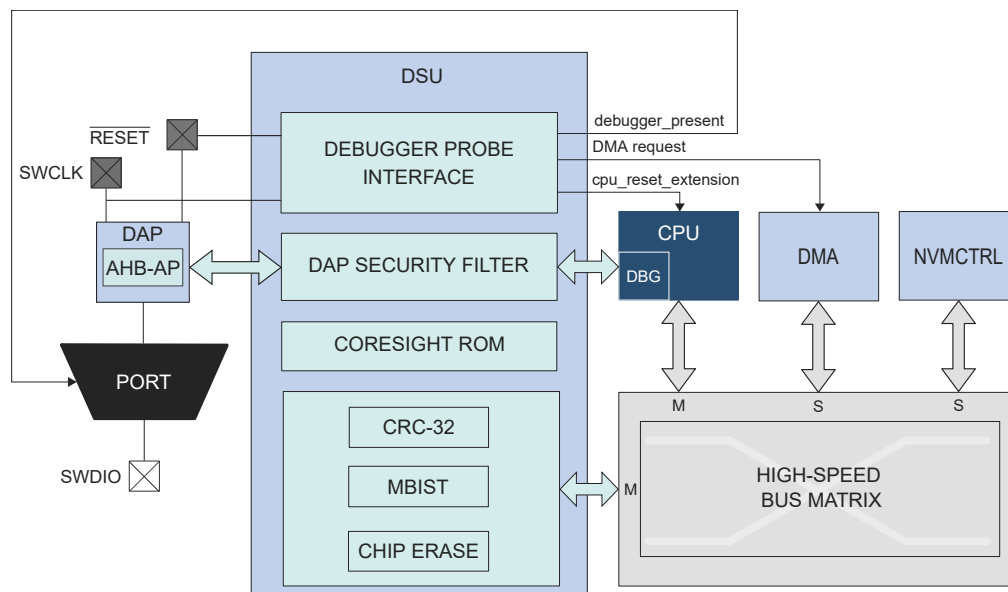 DSU
debugger_present
RESET
DEBUGGER PROBE
INTERFACE
DMA request
SWCLK
cpu_reset_extension
DAP
CPU
AHB-AP
DAP SECURITY FILTER
DBG
DMA
NVMCTRL
CORESIGHT ROM
PORT
M
S
S
CRC-32
SWDIO
MBIST
M
HIGH-SPEED
BUS MATRIX
CHIP ERASE